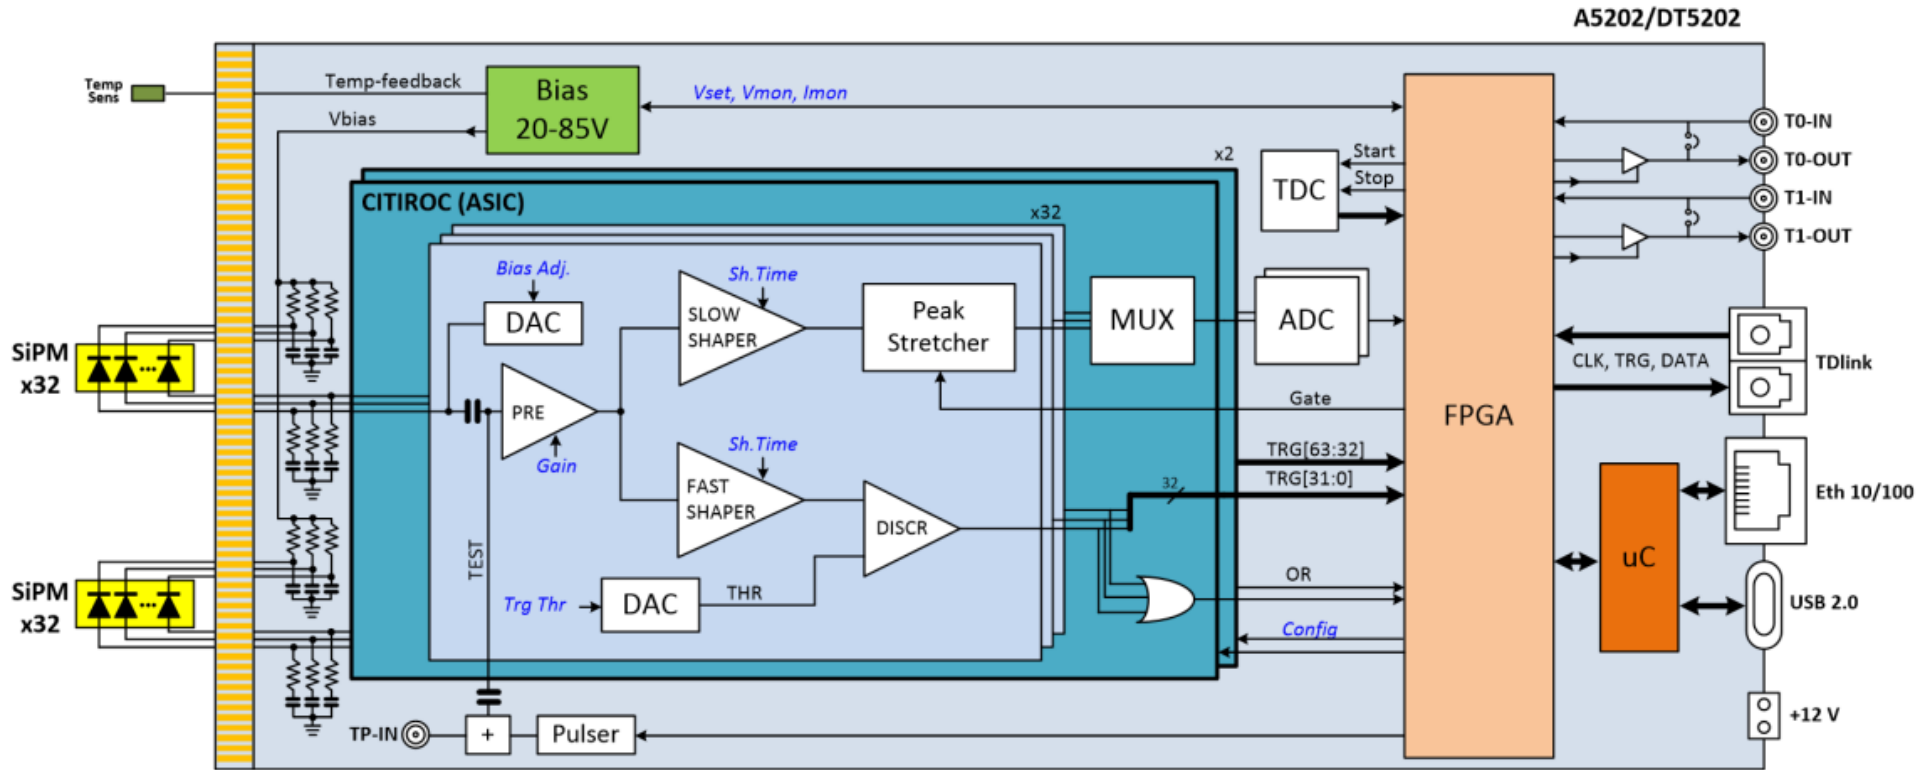 A5202/DT5202
Temp
Sens
Temp-feedback
Vbias
Bias
20-85V
Vset, Vmon, Imon
x2
CITIROC (ASIC)
x32
Bias Adj.
DAC
Sh.Time
SLOW
SHAPER
Peak
Stretcher
MUX
ADC
TDC
Start
Stop
T0-IN
T0-OUT
T1-IN
T1-OUT
SiPM
x32
PRE
Gain
Gate
FPGA
CLK, TRG, DATA
TDlink
Sh.Time
FAST
SHAPER
DISCR
TRG[63:32]
TRG[31:0]
32
Eth 10/100
TEST
SiPM
x32
Trg Thr
DAC
THR
OR
Config
uC
USB 2.0
TP-IN
+
Pulser
+12 V